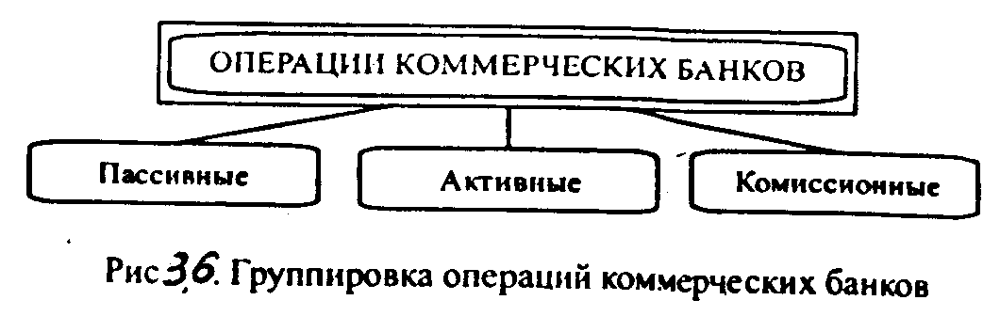 ОПЕРАЦИИ КОММЕРЧЕСКИХ БАНКОВ
Пассивные Активные Комиссионные
Рис 3.6. Группировка операций коммерческих банков